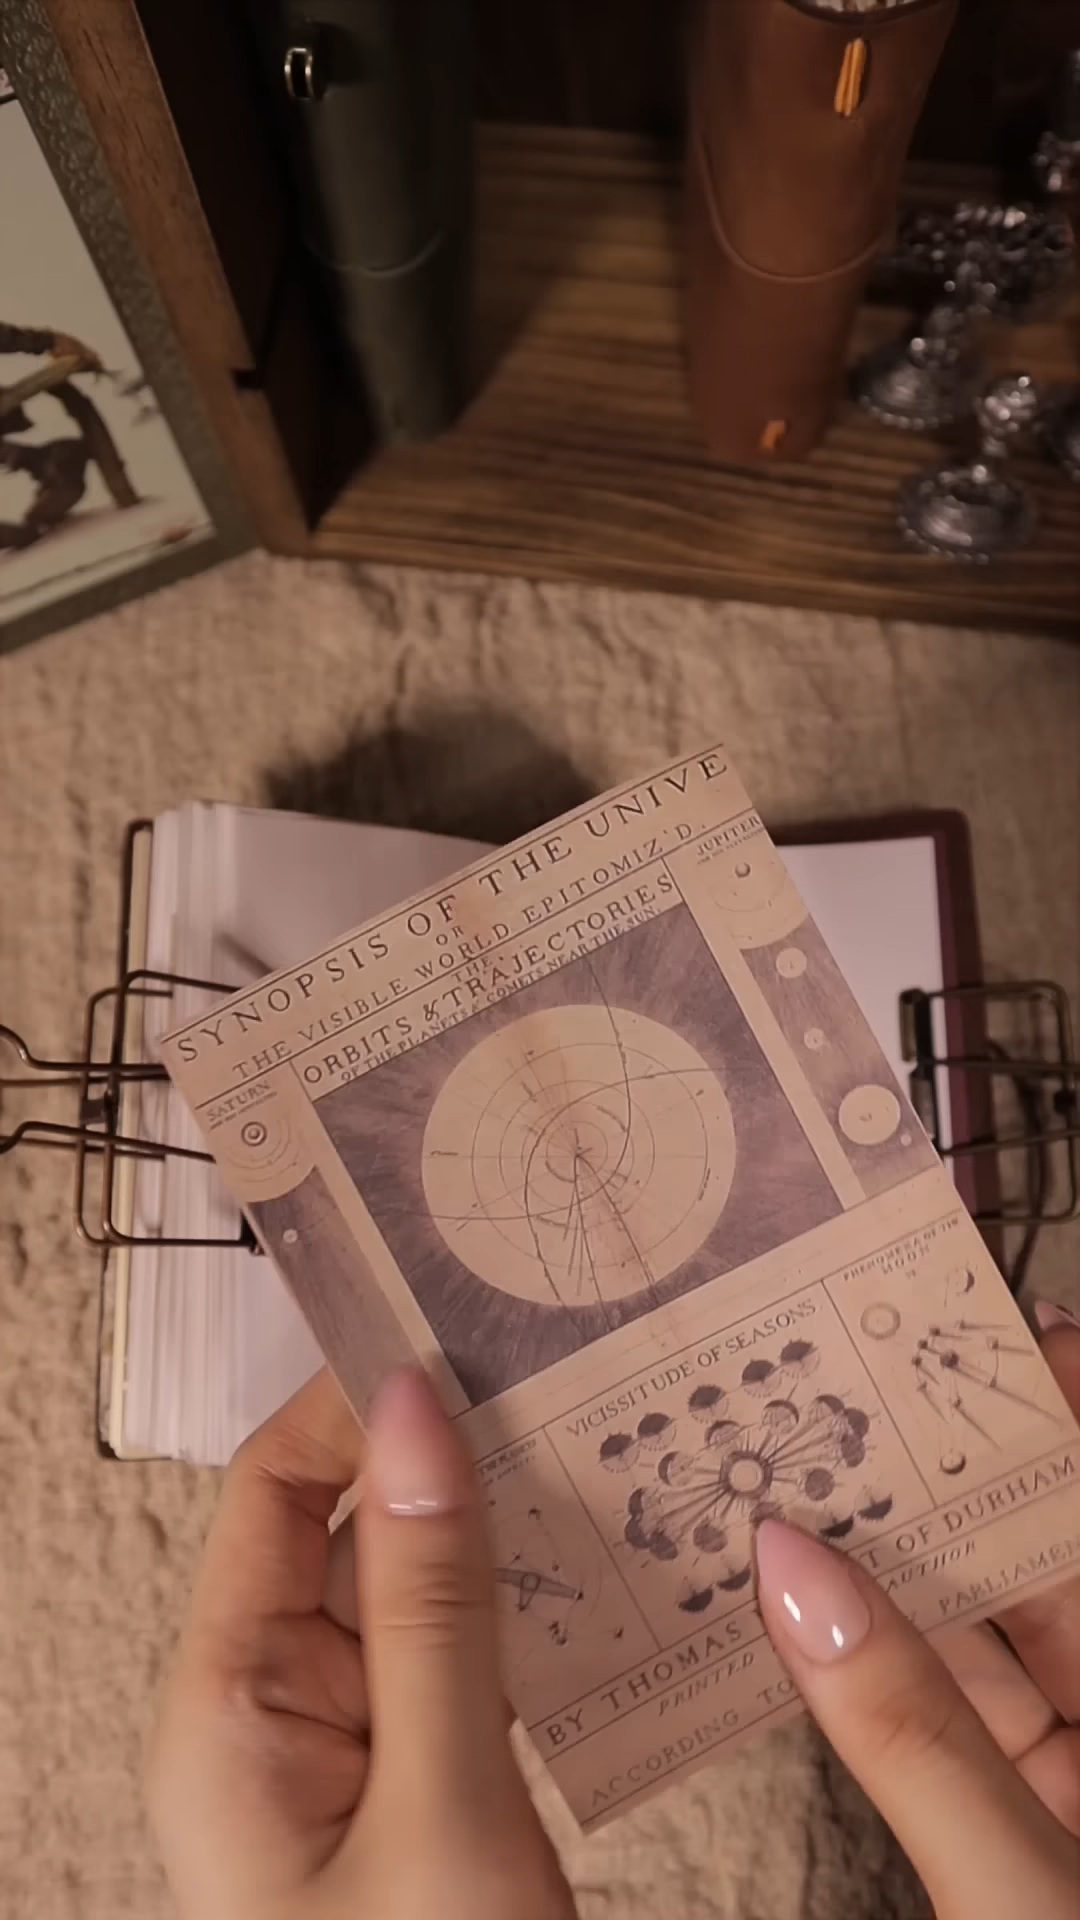 SYNOPSIS OF THE UNIVE
OR
THE VISIBLE WORLD EPITOMIZ'D.
THE
ORBITS & TRAJECTORIES
OF THE PLANETS & COMETS NEAR THE SUN.
SATURN
JUPITER
VICISSITUDE OF SEASONS.
PHENOMENA OF THE
MOON
BY THOMAS T OF DURHAM
PRINTED AUTHOR
ACCORDING TO PARLIAMEN